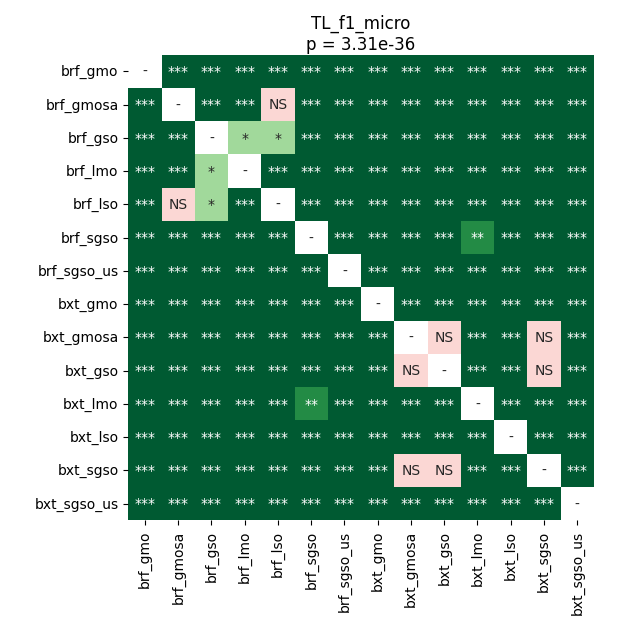 TL_f1_micro
p = 3.31e-36
brf_gmo - *** *** *** *** *** *** *** *** *** *** *** *** ***
brf_gmosa *** - *** *** NS *** *** *** *** *** *** *** *** ***
brf_gso *** *** - * * *** *** *** *** *** *** *** *** ***
brf_lmo *** *** * - *** *** *** *** *** *** *** *** *** ***
brf_lso *** NS * *** - *** *** *** *** *** *** *** *** ***
brf_sgso *** *** *** *** *** - *** *** *** *** ** *** *** ***
brf_sgso_us *** *** *** *** *** *** - *** *** *** *** *** *** ***
bxt_gmo *** *** *** *** *** *** *** - *** *** *** *** *** ***
bxt_gmosa *** *** *** *** *** *** *** *** - NS *** *** NS ***
bxt_gso *** *** *** *** *** *** *** *** NS - *** *** NS ***
bxt_lmo *** *** *** *** *** ** *** *** *** *** - *** *** ***
bxt_lso *** *** *** *** *** *** *** *** *** *** *** - *** ***
bxt_sgso *** *** *** *** *** *** *** *** NS NS *** *** - ***
bxt_sgso_us *** *** *** *** *** *** *** *** *** *** *** *** *** -
brf_gmo brf_gmosa brf_gso brf_lmo brf_lso brf_sgso brf_sgso_us bxt_gmo bxt_gmosa bxt_gso bxt_lmo bxt_lso bxt_sgso bxt_sgso_us